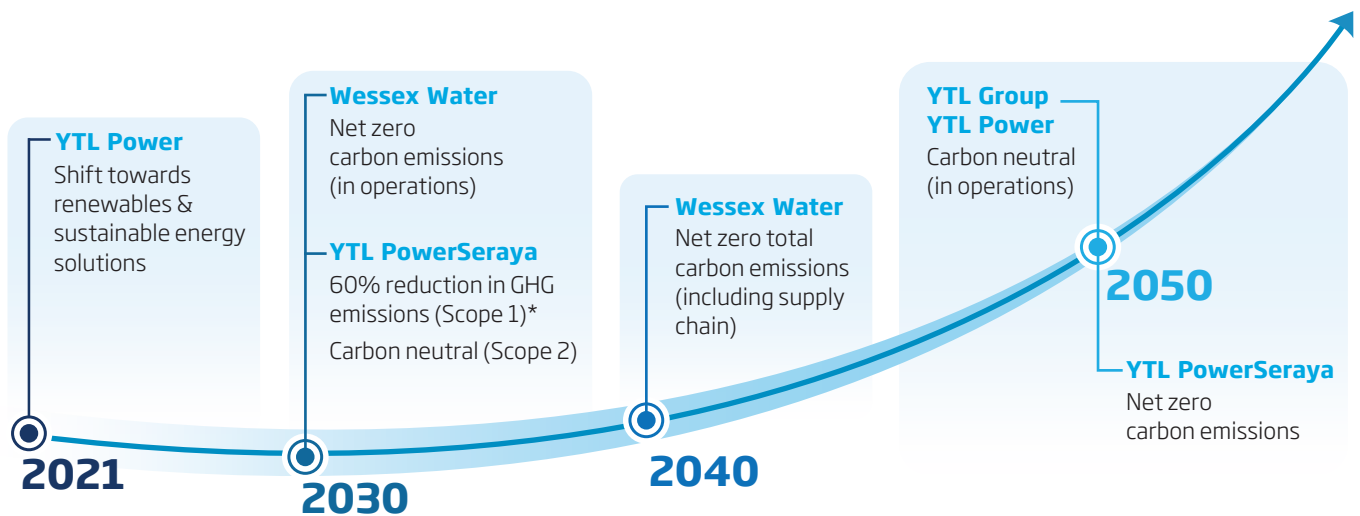 YTL Power
Shift towards
renewables &
sustainable energy
solutions
2021
Wessex Water
Net zero
carbon emissions
(in operations)
YTL PowerSeraya
60% reduction in GHG
emissions (Scope 1)*
Carbon neutral (Scope 2)
2030
Wessex Water
Net zero total
carbon emissions
(including supply
chain)
2040
YTL Group
YTL Power
Carbon neutral
(in operations)
2050
YTL PowerSeraya
Net zero
carbon emissions